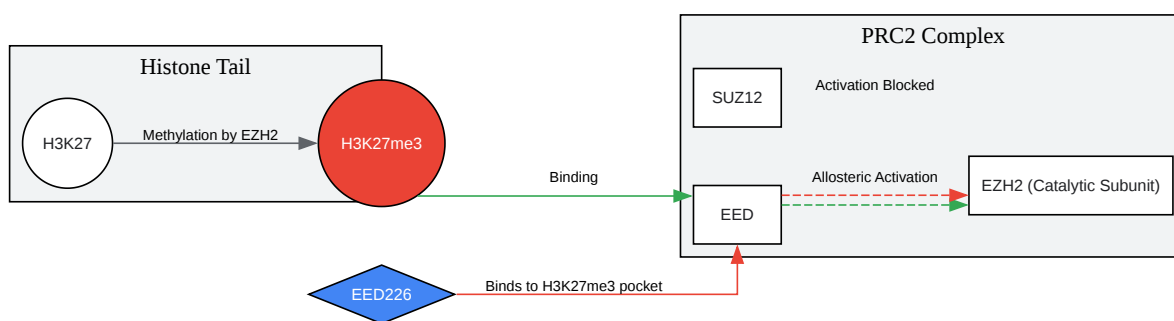 PRC2 Complex
Histone Tail
SUZ12
Activation Blocked
H3K27
Methylation by EZH2
H3K27me3
Binding
EED
Allosteric Activation
EZH2 (Catalytic Subunit)
EED226
Binds to H3K27me3 pocket